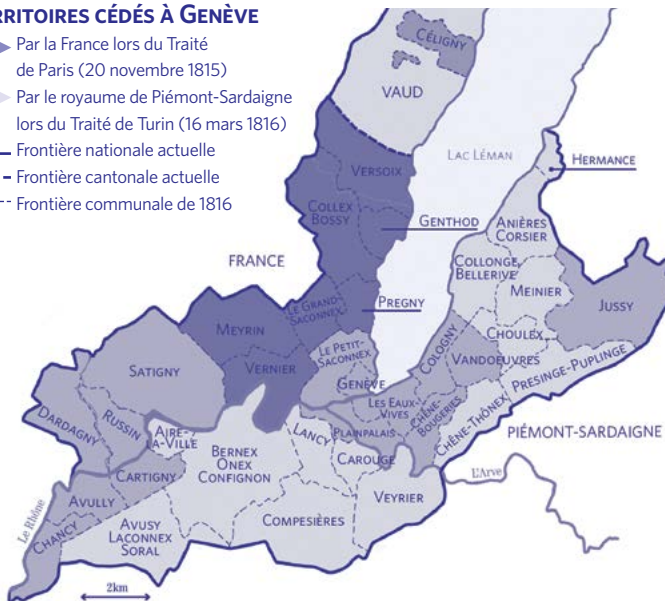 RRITOIRES CÉDÉS À GENÈVE
Par la France lors du Traité
de Paris (20 novembre 1815)
Par le royaume de Piémont-Sardaigne
lors du Traité de Turin (16 mars 1816)
Frontière nationale actuelle
Frontière cantonale actuelle
Frontière communale de 1816
CÉLIGNY
VAUD
LAC LÉMAN
HERMANCE
VERSOIX
COLLEX
BOSSY
GENTHOD
ANIÈRES
CORSIER
FRANCE
COLLONGE
BELLERIVE
MEINIER
JUSSY
LE GRAND-
SACONNEX
PREGNY
MEYRIN
LE PETIT-
SACONNEX
COLOGNY
CHOULEX
VERNIER
VANDOEUVRES
SATIGNY
GENÈVE
PRESINGE-PUPLINGE
LES EAUX-
VIVES
CHÊNE-
BOUGERIES
CHÊNE-THÔNEX
DARDAGNY
RUSSIN
AIRE-
LA-VILLE
LANCY
PLAINPALAIS
PIÉMONT-SARDAIGNE
BERNEX
ONEX
CONFIGNON
CAROUGE
CARTIGNY
L'Arve
Le Rhône
AVULLY
VEYRIER
CHANCY
AVUSY
LACONNEX
SORAL
COMPESIÈRES
2km